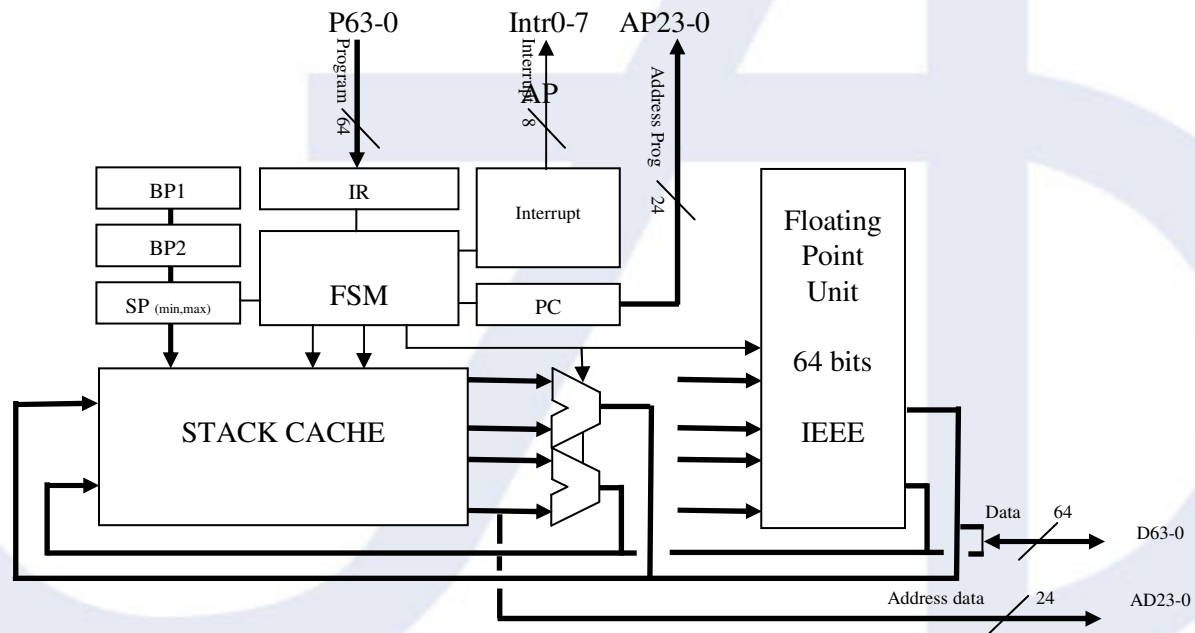 P63-0
Intr0-7
AP23-0
Program
64
Interrupt
8
AP
Address Prog
24
BP1
IR
Interrupt
BP2
FSM
SP (min,max)
PC
Floating
Point
Unit
64 bits
IEEE
STACK CACHE
Data
64
D63-0
Address data
24
AD23-0